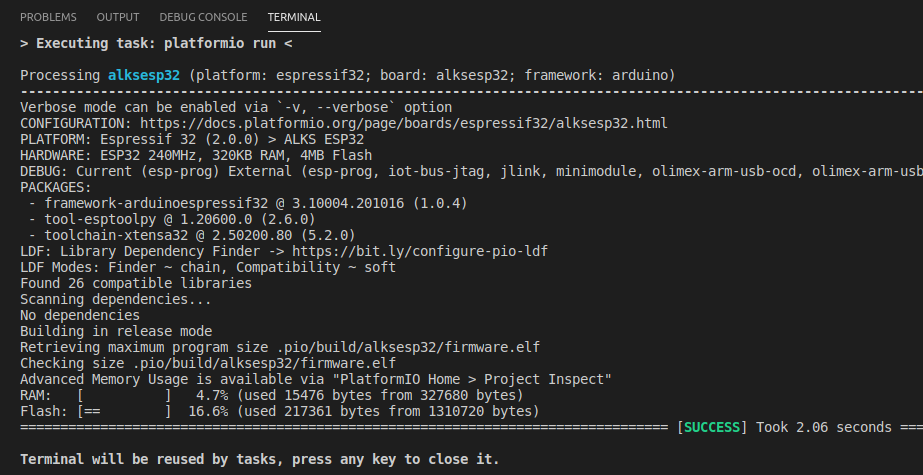 PROBLEMS OUTPUT DEBUG CONSOLE TERMINAL
> Executing task: platformio run <
Processing alksesp32 (platform: espressif32; board: alksesp32; framework: arduino)
--------------------------------------------------------------------------------
Verbose mode can be enabled via `-v, --verbose` option
CONFIGURATION: https://docs.platformio.org/page/boards/espressif32/alksesp32.html
PLATFORM: Espressif 32 (2.0.0) > ALKS ESP32
HARDWARE: ESP32 240MHz, 320KB RAM, 4MB Flash
DEBUG: Current (esp-prog) External (esp-prog, iot-bus-jtag, jlink, minimodule, olimex-arm-usb-ocd, olimex-arm-usb
PACKAGES:
- framework-arduinoespressif32 @ 3.10004.201016 (1.0.4)
- tool-esptoolpy @ 1.20600.0 (2.6.0)
- toolchain-xtensa32 @ 2.50200.80 (5.2.0)
LDF: Library Dependency Finder -> https://bit.ly/configure-pio-ldf
LDF Modes: Finder ~ chain, Compatibility ~ soft
Found 26 compatible libraries
Scanning dependencies...
No dependencies
Building in release mode
Retrieving maximum program size .pio/build/alksesp32/firmware.elf
Checking size .pio/build/alksesp32/firmware.elf
Advanced Memory Usage is available via "PlatformIO Home > Project Inspect"
RAM:   [          ]   4.7% (used 15476 bytes from 327680 bytes)
Flash: [==        ]  16.6% (used 217361 bytes from 1310720 bytes)
================================================================================= [SUCCESS] Took 2.06 seconds ===
Terminal will be reused by tasks, press any key to close it.